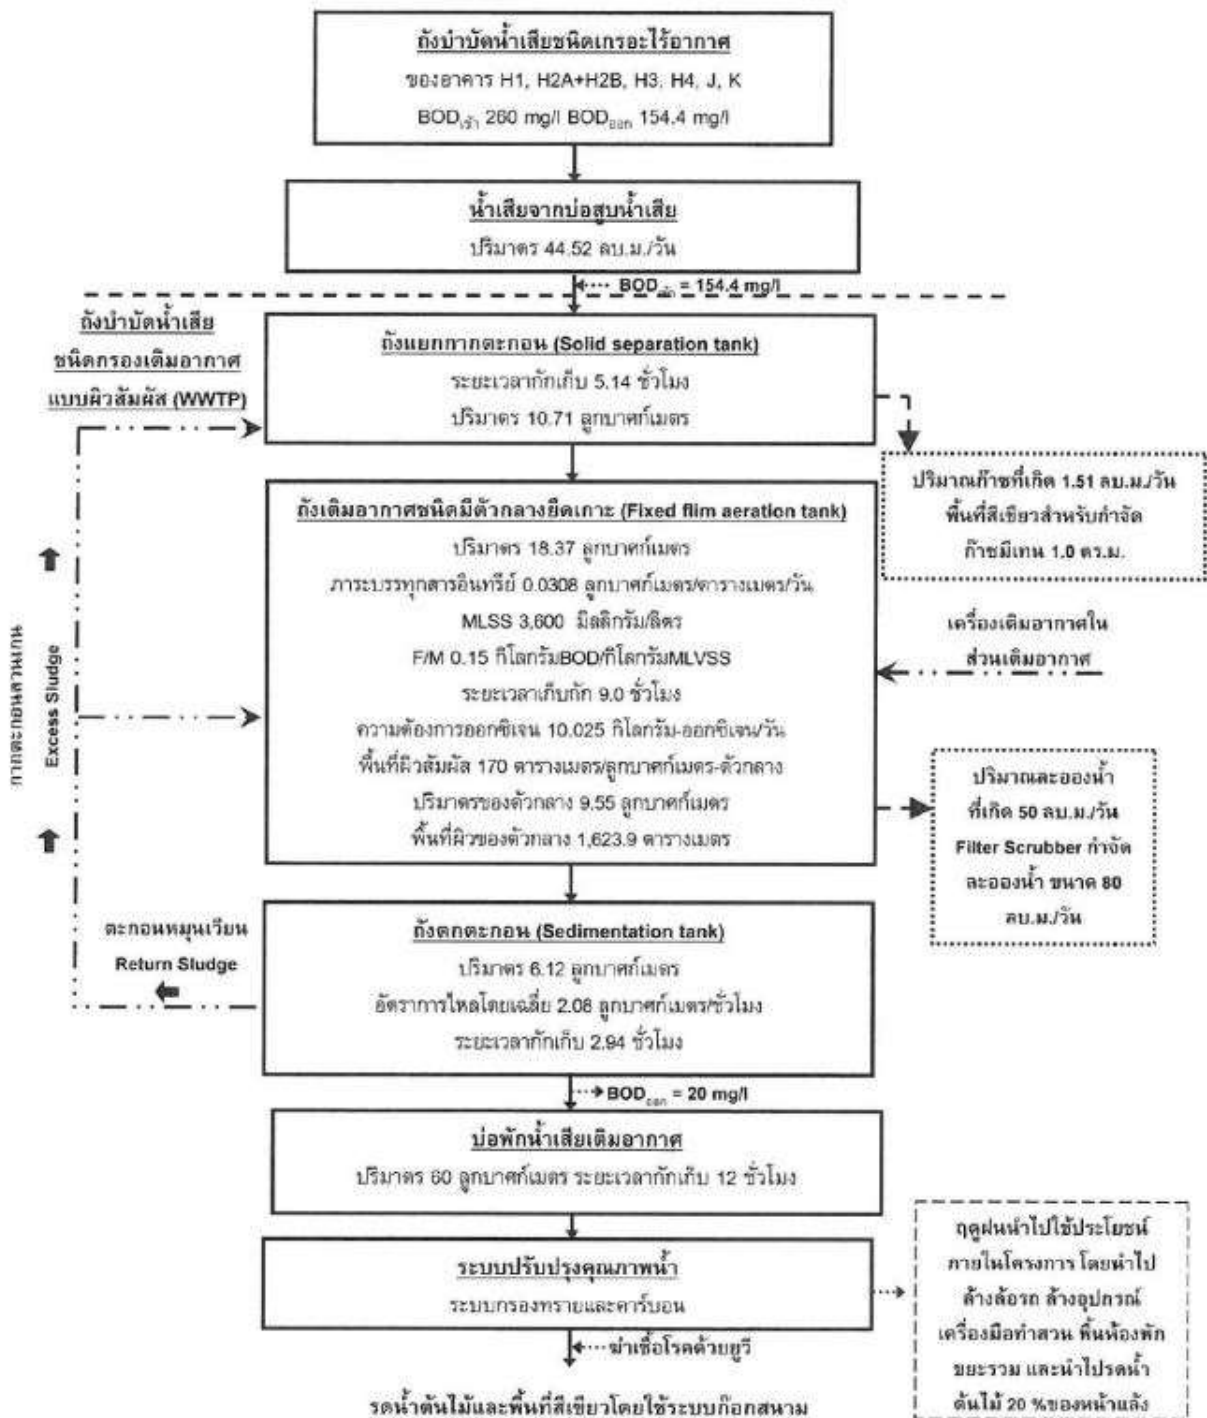 ถังบำบัดน้ำเสียชนิดเกรอะไร้อากาศ
ของอาคาร H1, H2A+H2B, H3, H4, J, K
BODเข้า 260 mg/l BODออก 154.4 mg/l
น้ำเสียจากบ่อสูบน้ำเสีย
ปริมาตร 44.52 ลบ.ม./วัน
BODเข้า = 154.4 mg/l
ถังบำบัดน้ำเสีย
ชนิดกรองเติมอากาศ
แบบผิวสัมผัส (WWTP)
ถังแยกกากตะกอน (Solid separation tank)
ระยะเวลากักเก็บ 5.14 ชั่วโมง
ปริมาตร 10.71 ลูกบาศก์เมตร
ปริมาณก๊าซที่เกิด 1.51 ลบ.ม./วัน
พื้นที่สีเขียวสำหรับกำจัด
ก๊าซมีเทน 1.0 ตร.ม.
ถังเติมอากาศชนิดมีตัวกลางยึดเกาะ (Fixed flim aeration tank)
ปริมาตร 18.37 ลูกบาศก์เมตร
ภาระบรรทุกสารอินทรีย์ 0.0308 ลูกบาศก์เมตร/ตารางเมตร/วัน
MLSS 3,600 มิลลิกรัม/ลิตร
F/M 0.15 กิโลกรัมBOD/กิโลกรัมMLVSS
ระยะเวลาเก็บกัก 9.0 ชั่วโมง
ความต้องการออกซิเจน 10.025 กิโลกรัม-ออกซิเจน/วัน
พื้นที่ผิวสัมผัส 170 ตารางเมตร/ลูกบาศก์เมตร-ตัวกลาง
ปริมาตรของตัวกลาง 9.55 ลูกบาศก์เมตร
พื้นที่ผิวของตัวกลาง 1,623.9 ตารางเมตร
เครื่องเติมอากาศใน
ส่วนเติมอากาศ
กากตะกอนส่วนเกิน
Excess Sludge
ปริมาณละอองน้ำ
ที่เกิด 50 ลบ.ม./วัน
Filter Scrubber กำจัด
ละอองน้ำ ขนาด 80
ลบ.ม./วัน
ตะกอนหมุนเวียน
Return Sludge
ถังตกตะกอน (Sedimentation tank)
ปริมาตร 6.12 ลูกบาศก์เมตร
อัตราการไหลโดยเฉลี่ย 2.08 ลูกบาศก์เมตร/ชั่วโมง
ระยะเวลากักเก็บ 2.94 ชั่วโมง
BODออก = 20 mg/l
บ่อพักน้ำเสียเติมอากาศ
ปริมาตร 60 ลูกบาศก์เมตร ระยะเวลากักเก็บ 12 ชั่วโมง
ระบบปรับปรุงคุณภาพน้ำ
ระบบกรองทรายและคาร์บอน
ฤดูฝนนำไปใช้ประโยชน์
ภายในโครงการ โดยนำไป
ล้างล้อรถ ล้างอุปกรณ์
เครื่องมือทำสวน พื้นห้องพัก
ขยะรวม และนำไปรดน้ำ
ต้นไม้ 20 %ของหน้าแล้ง
ฆ่าเชื้อโรคด้วยยูวี
รดน้ำต้นไม้และพื้นที่สีเขียวโดยใช้ระบบก๊อกสนาม